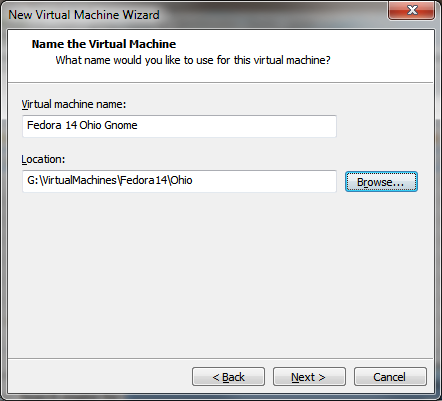 New Virtual Machine Wizard
Name the Virtual Machine
What name would you like to use for this virtual machine?
Virtual machine name:
Fedora 14 Ohio Gnome
Location:
G:\VirtualMachines\Fedora14\Ohio
Browse...
< Back
Next >
Cancel